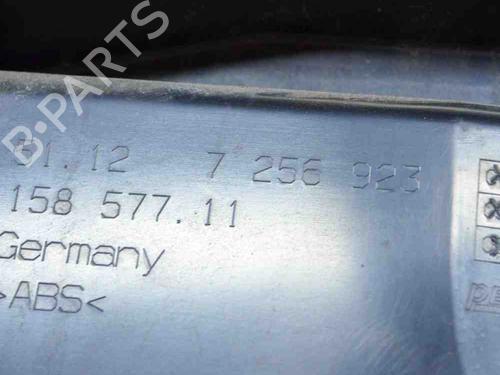 B-PARTS
51.12 7 256 923
158 577.11
Germany
>ABS<